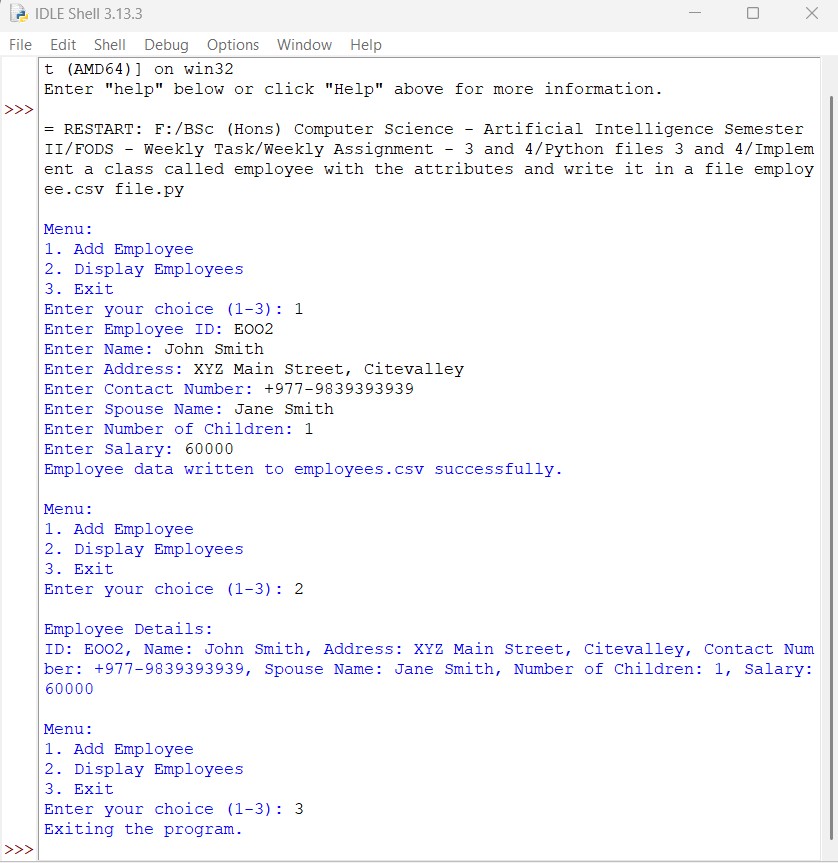 IDLE Shell 3.13.3
File Edit Shell Debug Options Window Help
t (AMD64)] on win32
Enter "help" below or click "Help" above for more information.
>>>
= RESTART: F:/BSc (Hons) Computer Science - Artificial Intelligence Semester
II/FODS - Weekly Task/Weekly Assignment - 3 and 4/Python files 3 and 4/Implem
ent a class called employee with the attributes and write it in a file employ
ee.csv file.py
Menu:
1. Add Employee
2. Display Employees
3. Exit
Enter your choice (1-3): 1
Enter Employee ID: EOO2
Enter Name: John Smith
Enter Address: XYZ Main Street, Citevalley
Enter Contact Number: +977-9839393939
Enter Spouse Name: Jane Smith
Enter Number of Children: 1
Enter Salary: 60000
Employee data written to employees.csv successfully.
Menu:
1. Add Employee
2. Display Employees
3. Exit
Enter your choice (1-3): 2
Employee Details:
ID: EOO2, Name: John Smith, Address: XYZ Main Street, Citevalley, Contact Num
ber: +977-9839393939, Spouse Name: Jane Smith, Number of Children: 1, Salary:
60000
Menu:
1. Add Employee
2. Display Employees
3. Exit
Enter your choice (1-3): 3
Exiting the program.
>>>